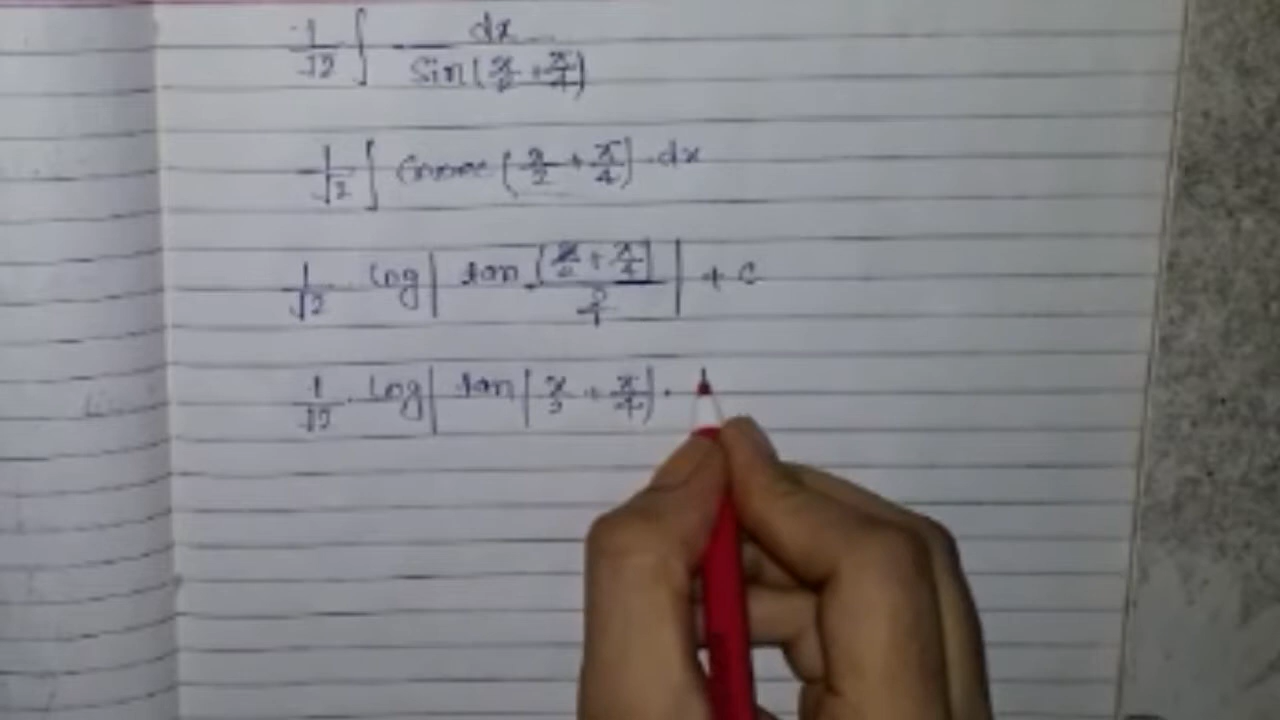 1/√2 ∫ dx / sin(x/2 + π/4)
1/√2 ∫ cosec (x/2 + π/4) · dx
1/√2 log | tan (x/2 + π/4) / 2 | + c
1/√2 · log | tan ( x/2 + π/4 ) ·